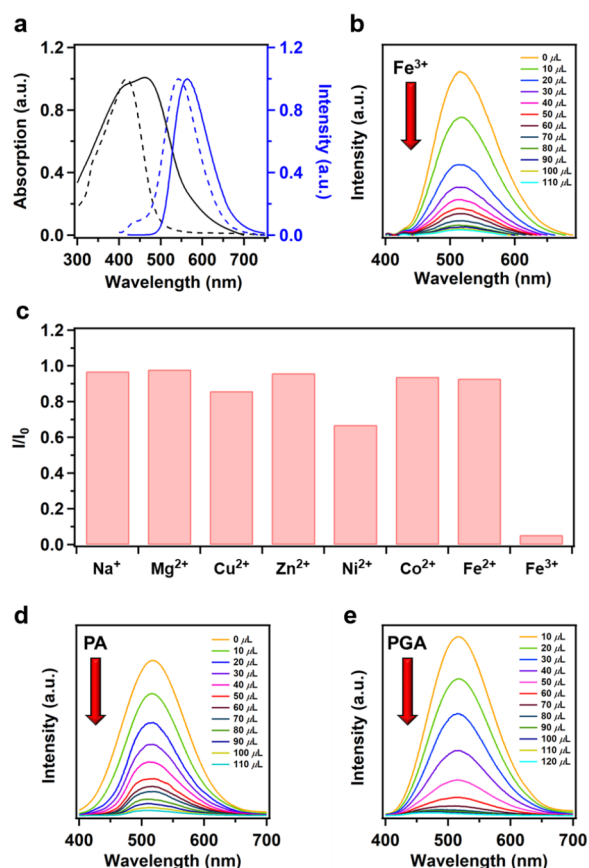 a
1.2
0.8
0.4
0.0
Absorption (a.u.)
1.2
0.8
0.4
0.0
Intensity (a.u.)
300 400 500 600 700
Wavelength (nm)
b
Fe3+
0 μL
10 μL
20 μL
30 μL
40 μL
50 μL
60 μL
70 μL
80 μL
90 μL
100 μL
110 μL
Intensity (a.u.)
400 500 600
Wavelength (nm)
c
1.2
1.0
0.8
0.6
0.4
0.2
0.0
I/I0
Na+ Mg2+ Cu2+ Zn2+ Ni2+ Co2+ Fe2+ Fe3+
d
PA
0 μL
10 μL
20 μL
30 μL
40 μL
50 μL
60 μL
70 μL
80 μL
90 μL
100 μL
110 μL
Intensity (a.u.)
400 500 600 700
Wavelength (nm)
e
PGA
10 μL
20 μL
30 μL
40 μL
50 μL
60 μL
70 μL
80 μL
90 μL
100 μL
110 μL
120 μL
Intensity (a.u.)
400 500 600 700
Wavelength (nm)